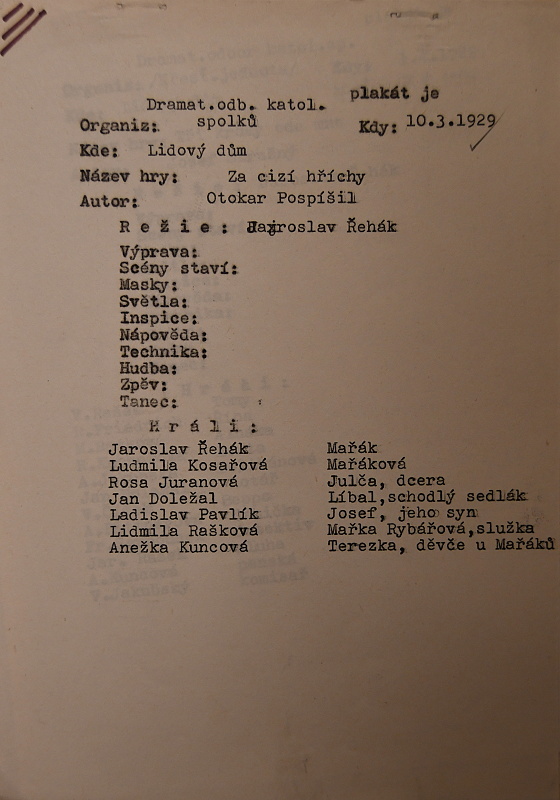 plakát je
Dramat.odb. katol.
Organiz: spolků Kdy: 10.3.1929
Kde: Lidový dům
Název hry: Za cizí hříchy
Autor: Otokar Pospíšil
Režie: Jaroslav Řehák
Výprava:
Scény staví:
Masky:
Světla:
Inspice:
Nápověda:
Technika:
Hudba:
Zpěv:
Tanec:
Hráli:
Jaroslav Řehák Mařák
Ludmila Kosařová Mařáková
Rosa Juranová Julča, dcera
Jan Doležal Líbal,schodlý sedlák
Ladislav Pavlík Josef, jeho syn
Lidmila Rašková Mařka Rybářová,služka
Anežka Kuncová Terezka, děvče u Mařáků